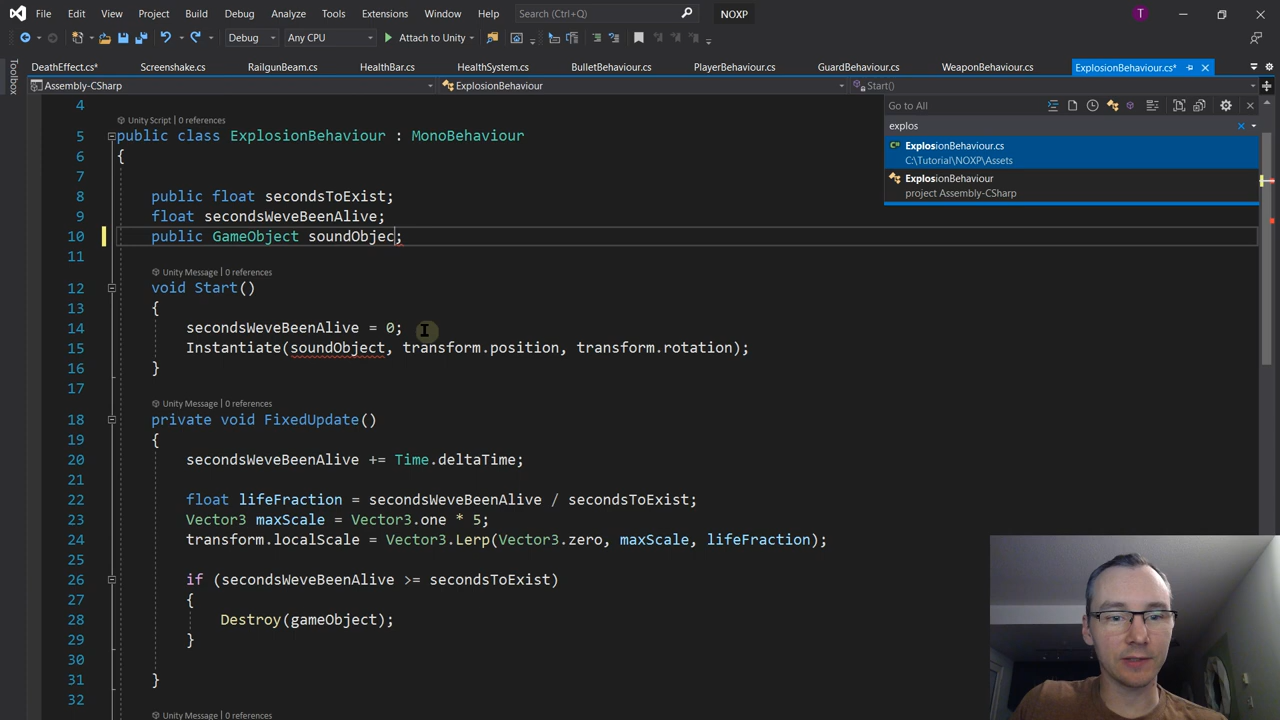 File Edit View Project Build Debug Analyze Tools Extensions Window Help Search (Ctrl+Q) NOXP T
Debug Any CPU Attach to Unity
Toolbox
DeathEffect.cs* Screenshake.cs RailgunBeam.cs HealthBar.cs HealthSystem.cs BulletBehaviour.cs PlayerBehaviour.cs GuardBehaviour.cs WeaponBehaviour.cs ExplosionBehaviour.cs*
Assembly-CSharp ExplosionBehaviour Start()
Go to All
explos
ExplosionBehaviour.cs
C:\Tutorial\NOXP\Assets
ExplosionBehaviour
project Assembly-CSharp
4
Unity Script | 0 references
5 public class ExplosionBehaviour : MonoBehaviour
6 {
7
8 public float secondsToExist;
9 float secondsWeveBeenAlive;
10 public GameObject soundObjec;
11
Unity Message | 0 references
12 void Start()
13 {
14 secondsWeveBeenAlive = 0;
15 Instantiate(soundObject, transform.position, transform.rotation);
16 }
17
Unity Message | 0 references
18 private void FixedUpdate()
19 {
20 secondsWeveBeenAlive += Time.deltaTime;
21
22 float lifeFraction = secondsWeveBeenAlive / secondsToExist;
23 Vector3 maxScale = Vector3.one * 5;
24 transform.localScale = Vector3.Lerp(Vector3.zero, maxScale, lifeFraction);
25
26 if (secondsWeveBeenAlive >= secondsToExist)
27 {
28 Destroy(gameObject);
29 }
30
31 }
32
Unity Message | 0 references